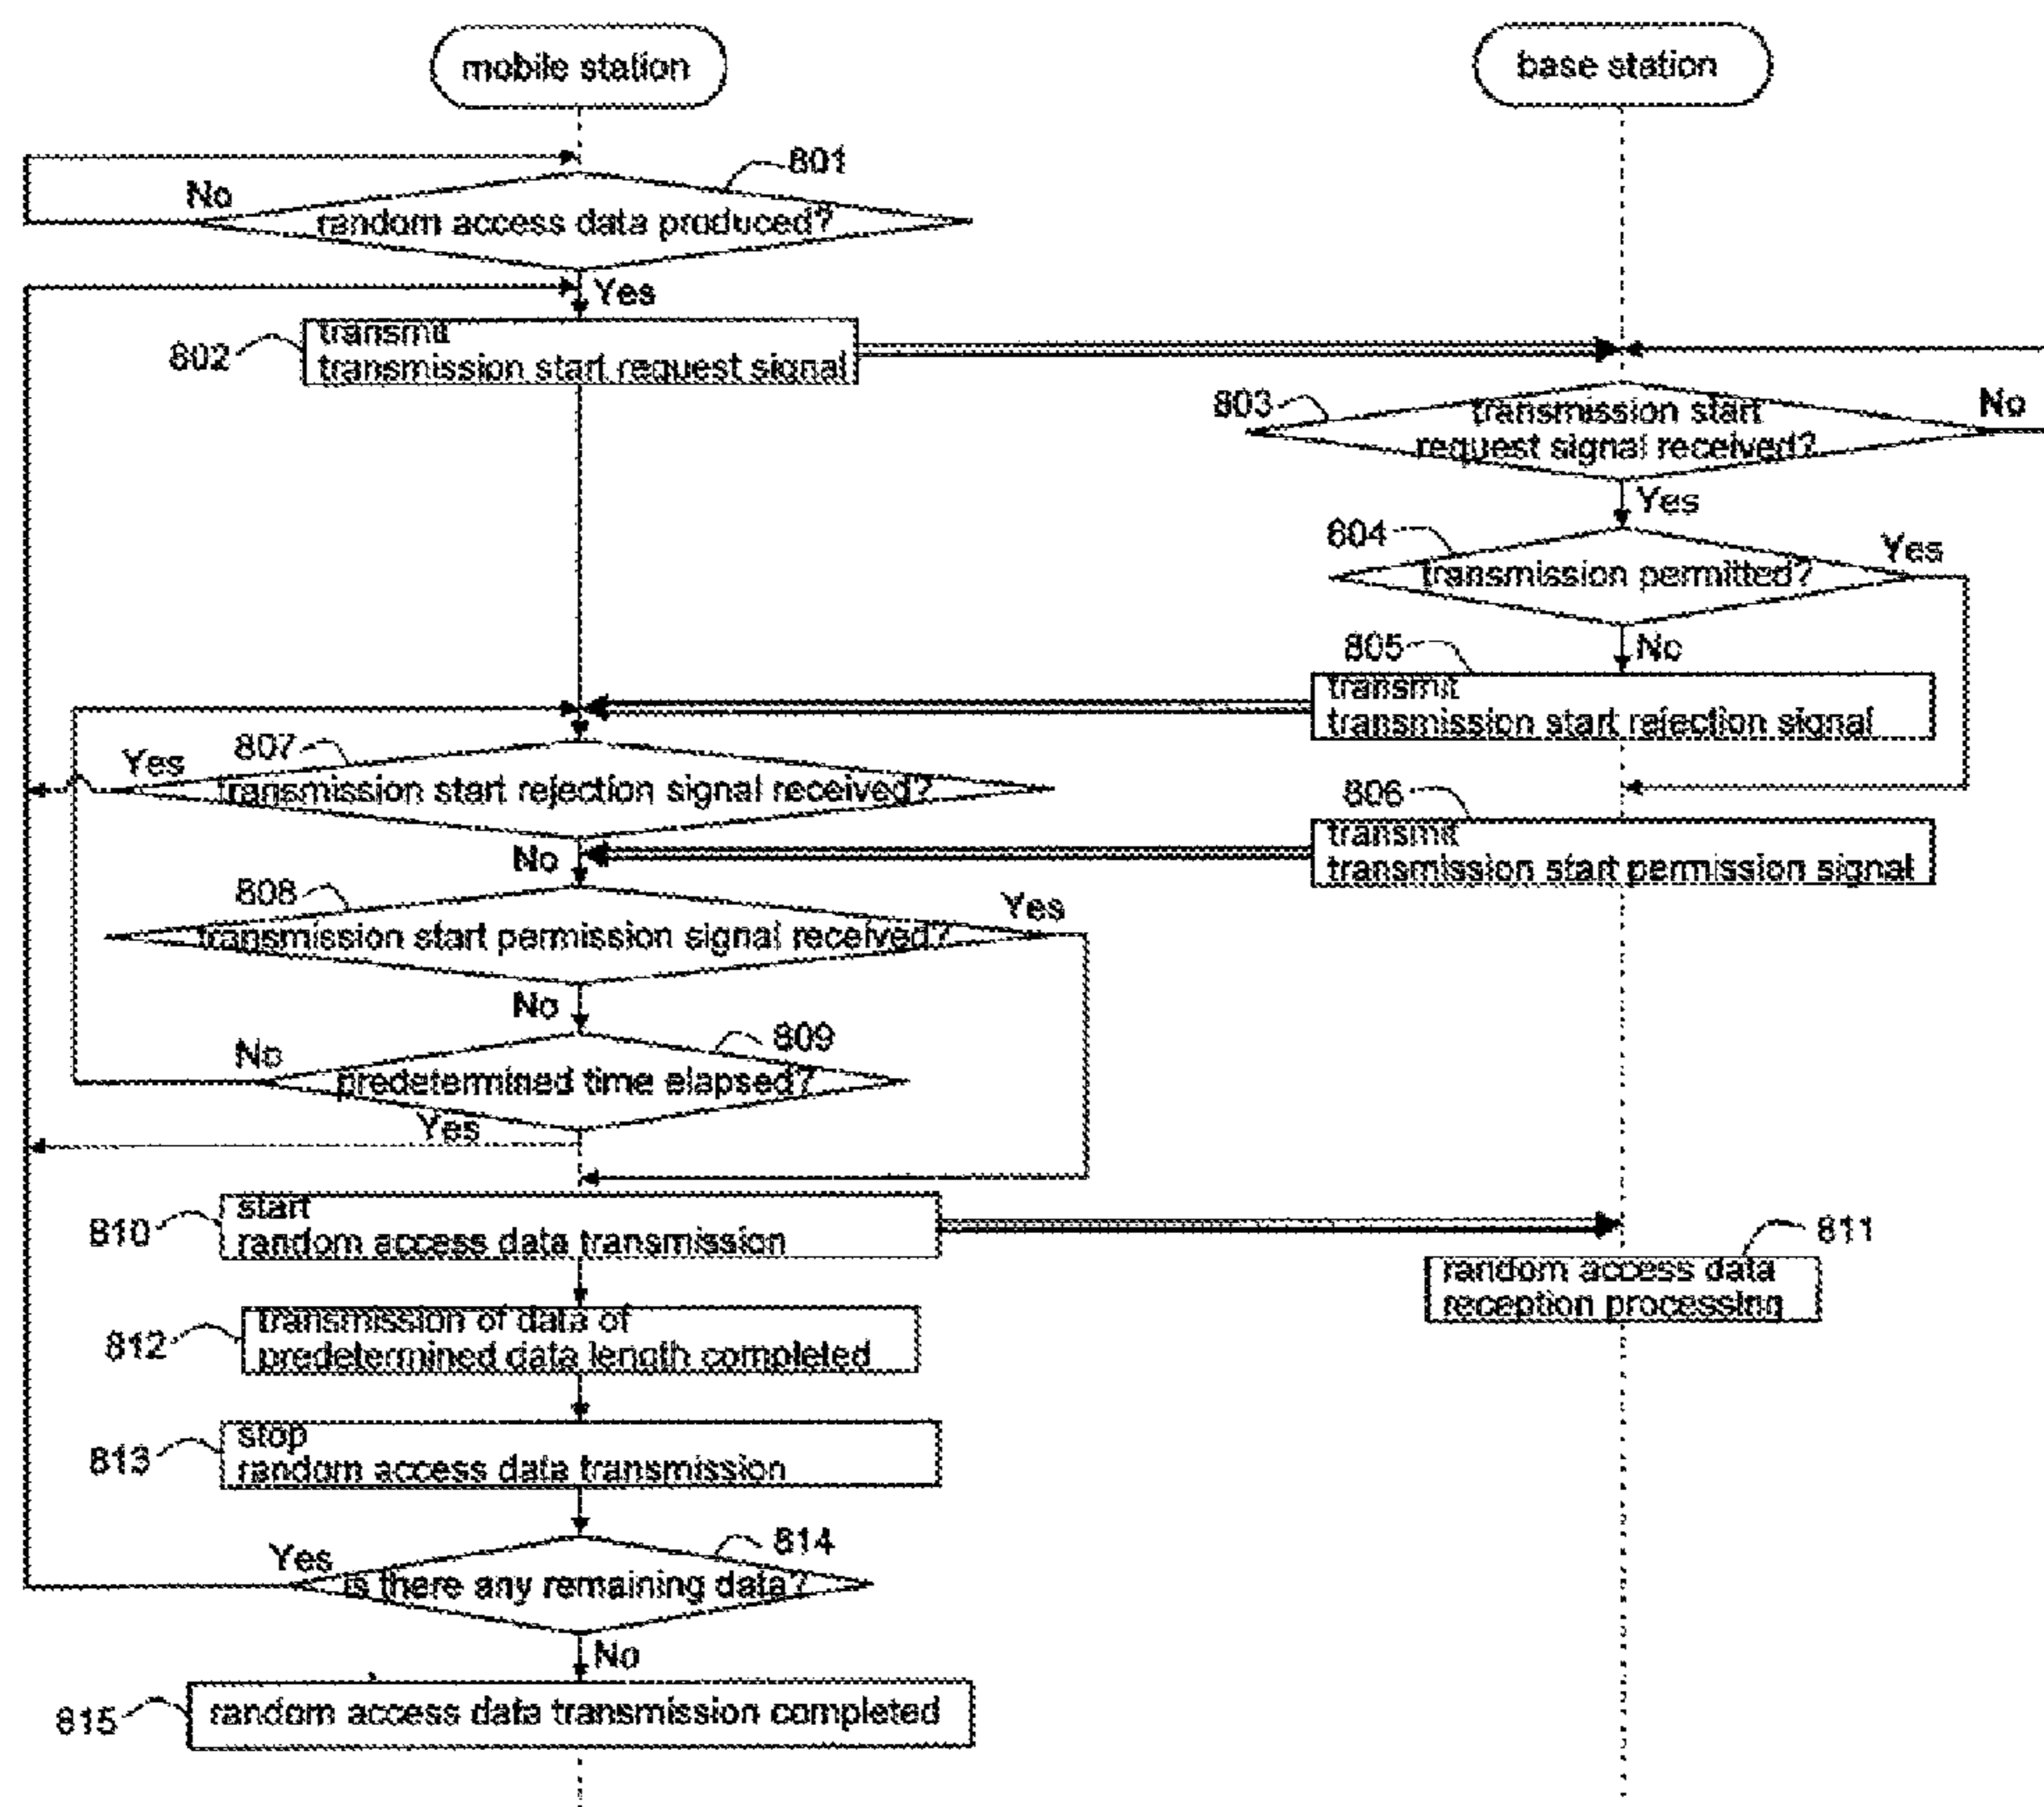 mobile station
base station
801
No
random access data produced?
Yes
802
transmit
transmission start request signal
803
transmission start
request signal received?
No
Yes
804
transmission permitted?
Yes
No
805
transmit
transmission start rejection signal
807
Yes
transmission start rejection signal received?
No
806
transmit
transmission start permission signal
808
transmission start permission signal received?
Yes
No
809
No
predetermined time elapsed?
Yes
810
start
random access data transmission
811
random access data
reception processing
812
transmission of data of
predetermined data length completed
813
stop
random access data transmission
814
Yes
is there any remaining data?
No
815
random access data transmission completed